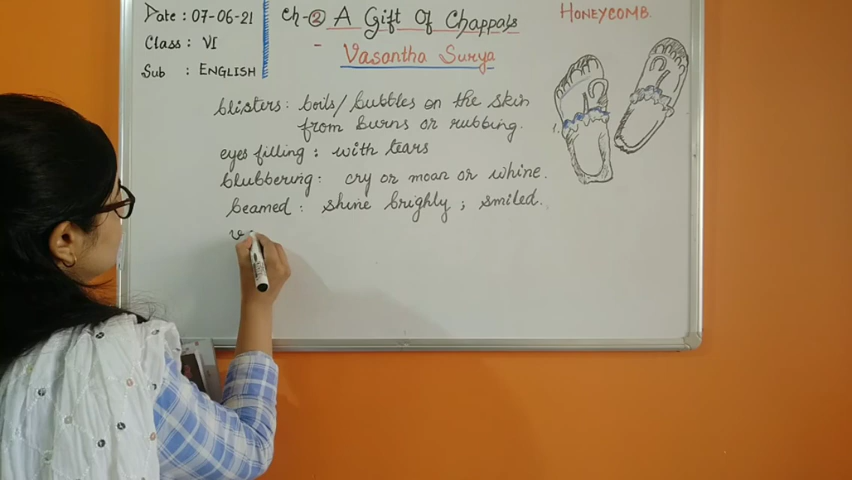 Date : 07-06-21
Class : VI
Sub : ENGLISH
Ch-② A Gift Of Chappals
- Vasantha Surya
HONEYCOMB.
blisters : boils/bubbles on the skin
from burns or rubbing.
eyes filling : with tears
blubbering : cry or moan or whine.
beamed : shine brighly ; smiled.